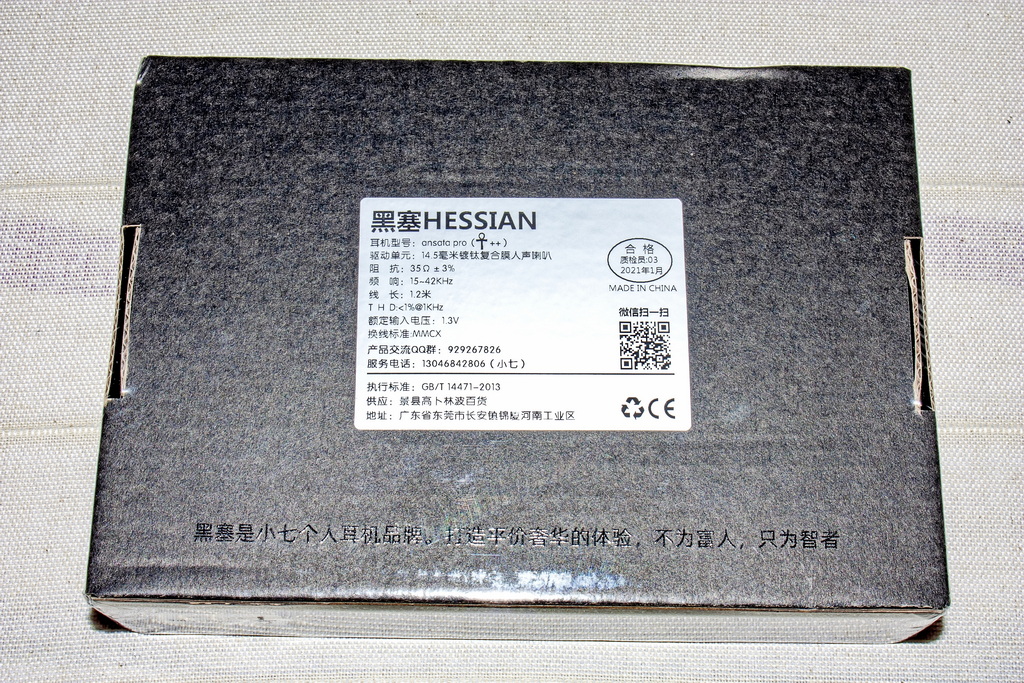 黑塞HESSIAN
耳机型号：ansata pro（☥++）
驱动单元：14.5毫米镀钛复合膜人声喇叭
阻 抗：35Ω±3%
频 响：15~42KHz
线 长：1.2米
T H D:<1%@1KHz
额定输入电压：1.3V
换线标准:MMCX
产品交流QQ群：929267826
服务电话：13046842806（小七）
合 格
质检员:03
2021年1月
MADE IN CHINA
微信扫一扫
执行标准：GB/T 14471-2013
供应：景县高卜林波百货
地址：广东省东莞市长安镇锦厦河南工业区
CE
黑塞是小七个人耳机品牌。打造平价奢华的体验，不为富人，只为智者